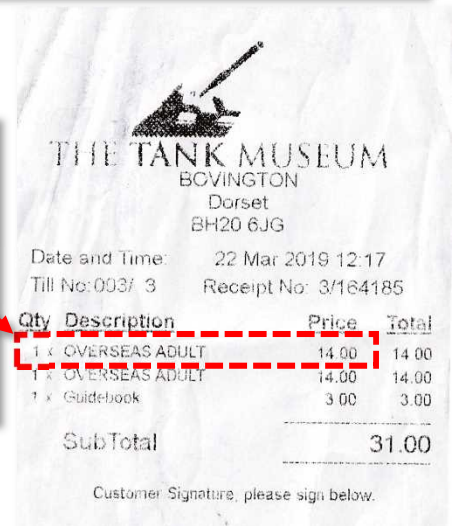 THE TANK MUSEUM
BOVINGTON
Dorset
BH20 6JG
Date and Time: 22 Mar 2019 12:17
Till No:003/ 3 Receipt No: 3/164185
Qty Description Price Total
1 x OVERSEAS ADULT 14.00 14.00
1 x OVERSEAS ADULT 14.00 14.00
1 x Guidebook 3.00 3.00
SubTotal 31.00
Customer Signature, please sign below.